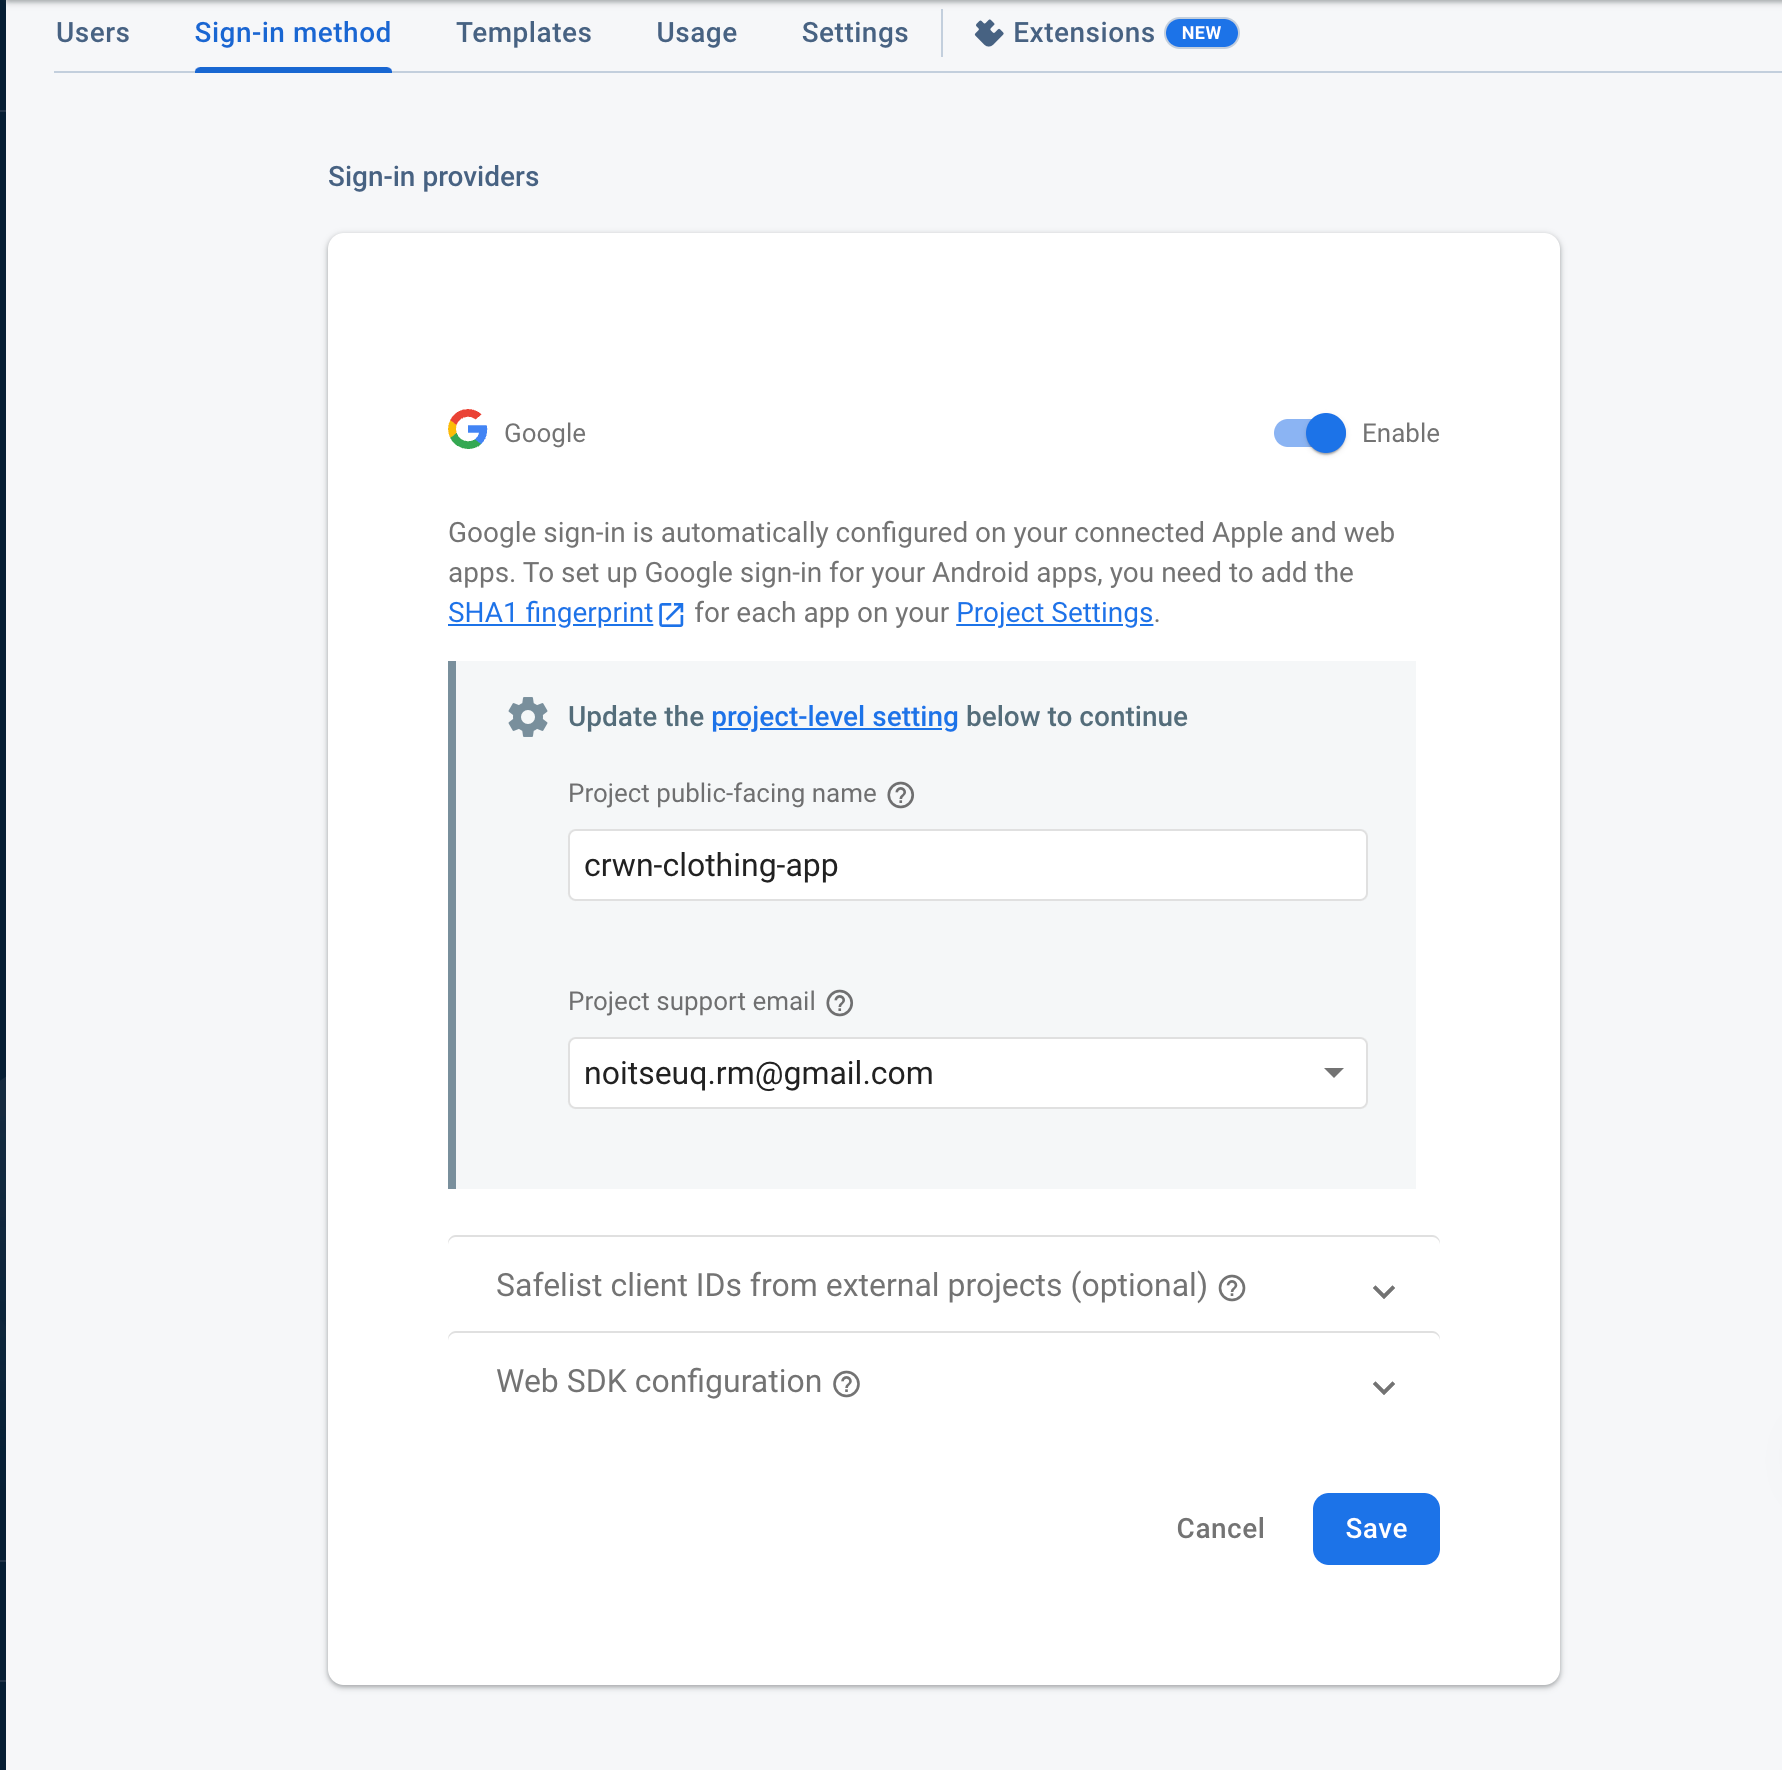 Users Sign-in method Templates Usage Settings Extensions NEW
Sign-in providers
Google Enable
Google sign-in is automatically configured on your connected Apple and web
apps. To set up Google sign-in for your Android apps, you need to add the
SHA1 fingerprint for each app on your Project Settings.
Update the project-level setting below to continue
Project public-facing name
crwn-clothing-app
Project support email
noitseuq.rm@gmail.com
Safelist client IDs from external projects (optional)
Web SDK configuration
Cancel Save